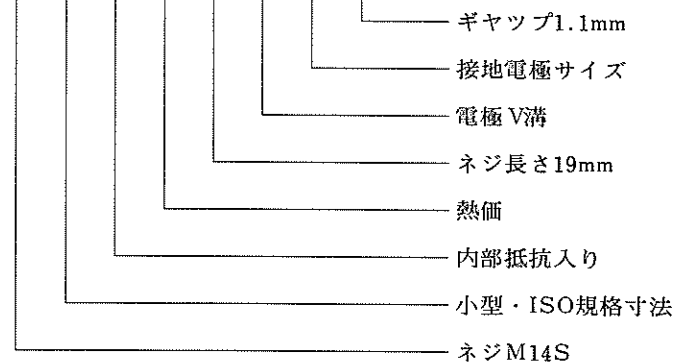 ギヤツプ1.1mm
接地電極サイズ
電極V溝
ネジ長さ19mm
熱価
内部抵抗入り
小型・ISO規格寸法
ネジM14S